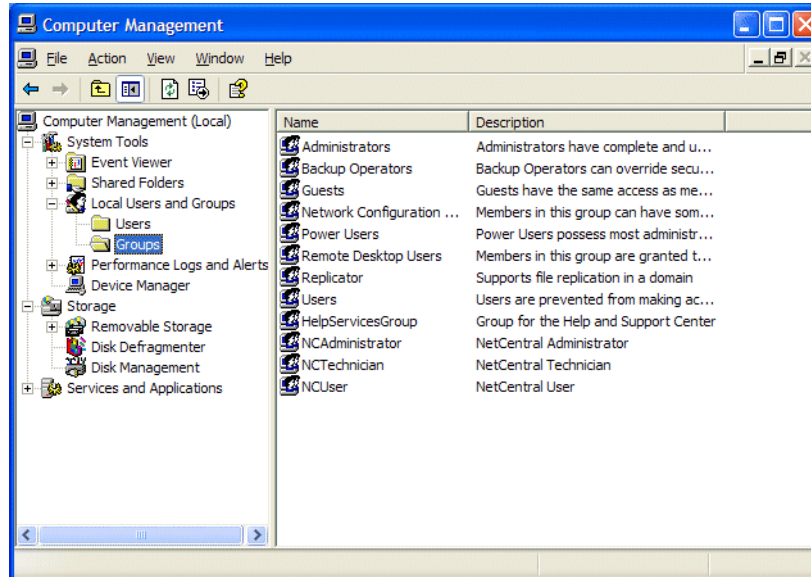 Computer Management
File Action View Window Help
Computer Management (Local)
System Tools
Event Viewer
Shared Folders
Local Users and Groups
Users
Groups
Performance Logs and Alerts
Device Manager
Storage
Removable Storage
Disk Defragmenter
Disk Management
Services and Applications
Name Description
Administrators Administrators have complete and u...
Backup Operators Backup Operators can override secu...
Guests Guests have the same access as me...
Network Configuration ... Members in this group can have som...
Power Users Power Users possess most administr...
Remote Desktop Users Members in this group are granted t...
Replicator Supports file replication in a domain
Users Users are prevented from making ac...
HelpServicesGroup Group for the Help and Support Center
NCAdministrator NetCentral Administrator
NCTechnician NetCentral Technician
NCUser NetCentral User